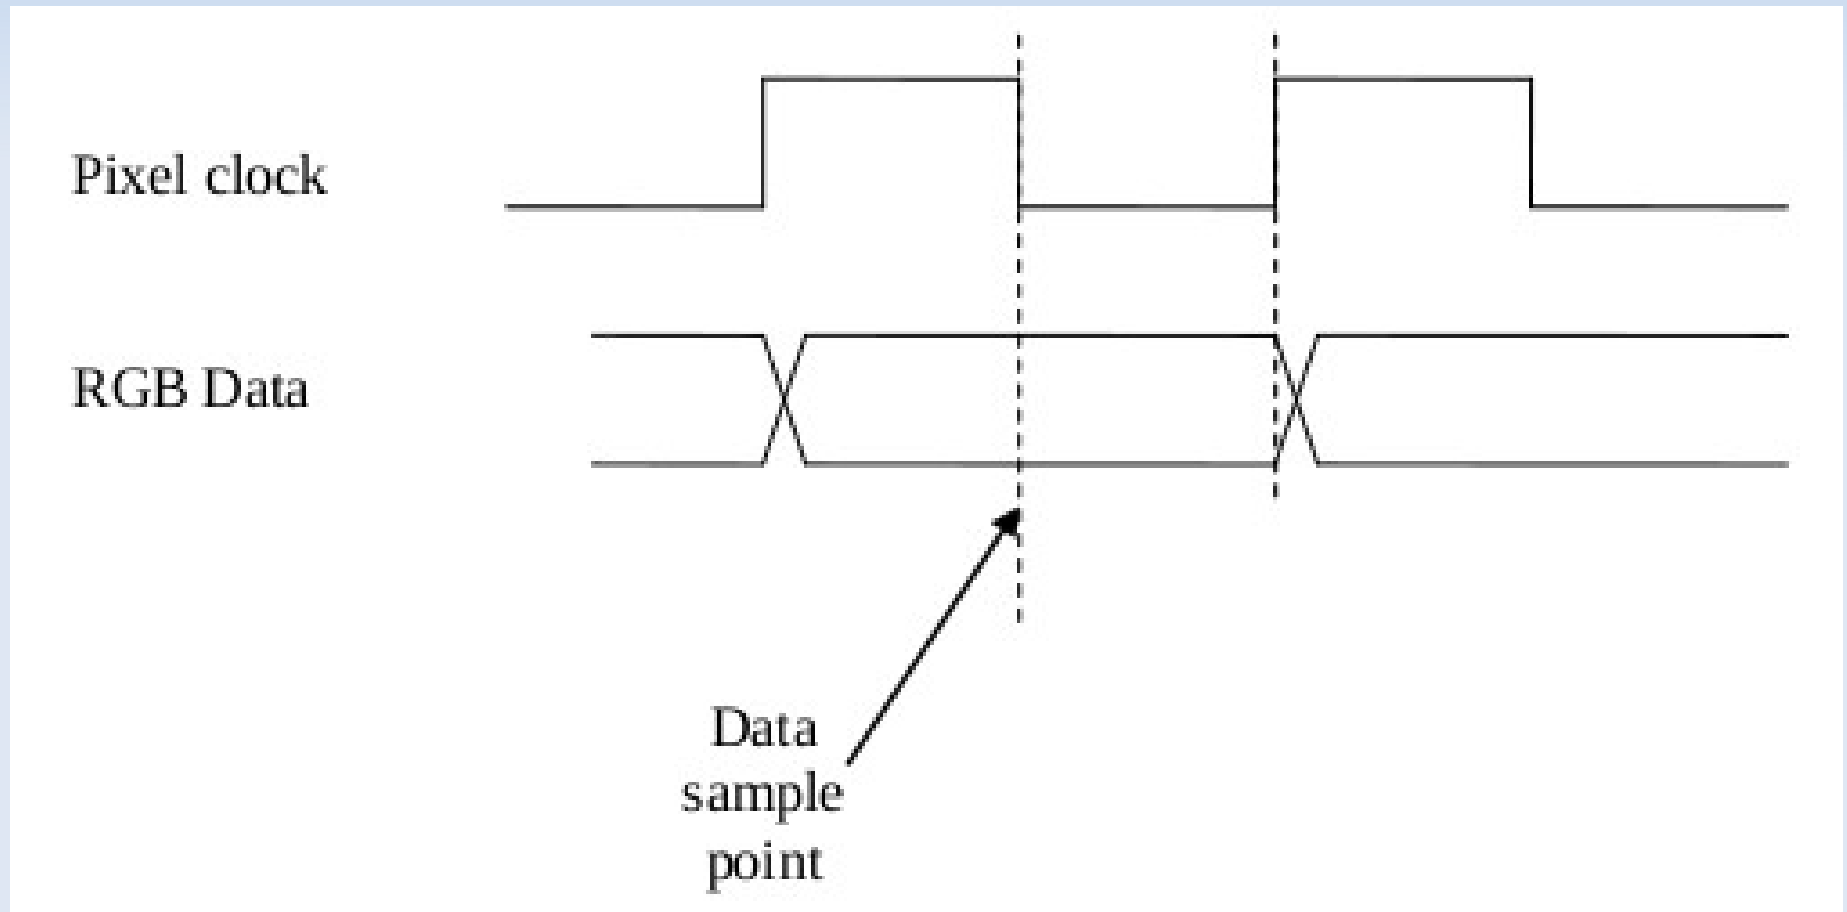 Pixel clock
RGB Data
Data
sample
point